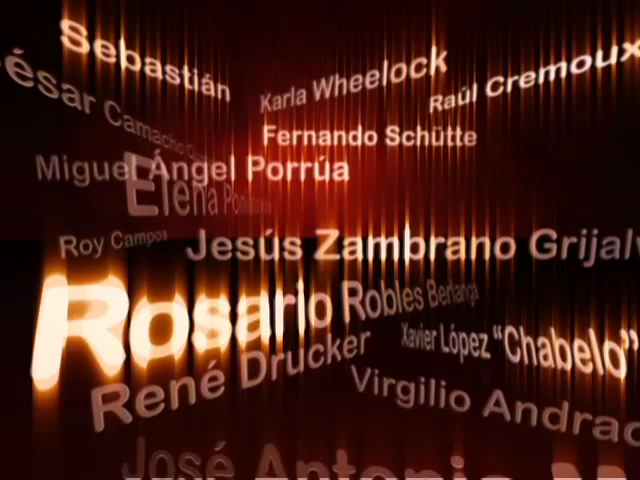 Sebastián
Karla Wheelock
Raúl Cremoux
ésar Camacho
Fernando Schütte
Miguel Ángel Porrúa
Elena
Roy Campos
Jesús Zambrano Grijalv
Rosario Robles Berlanga
Xavier López “Chabelo”
René Drucker
Virgilio Andrad
José Antonio M